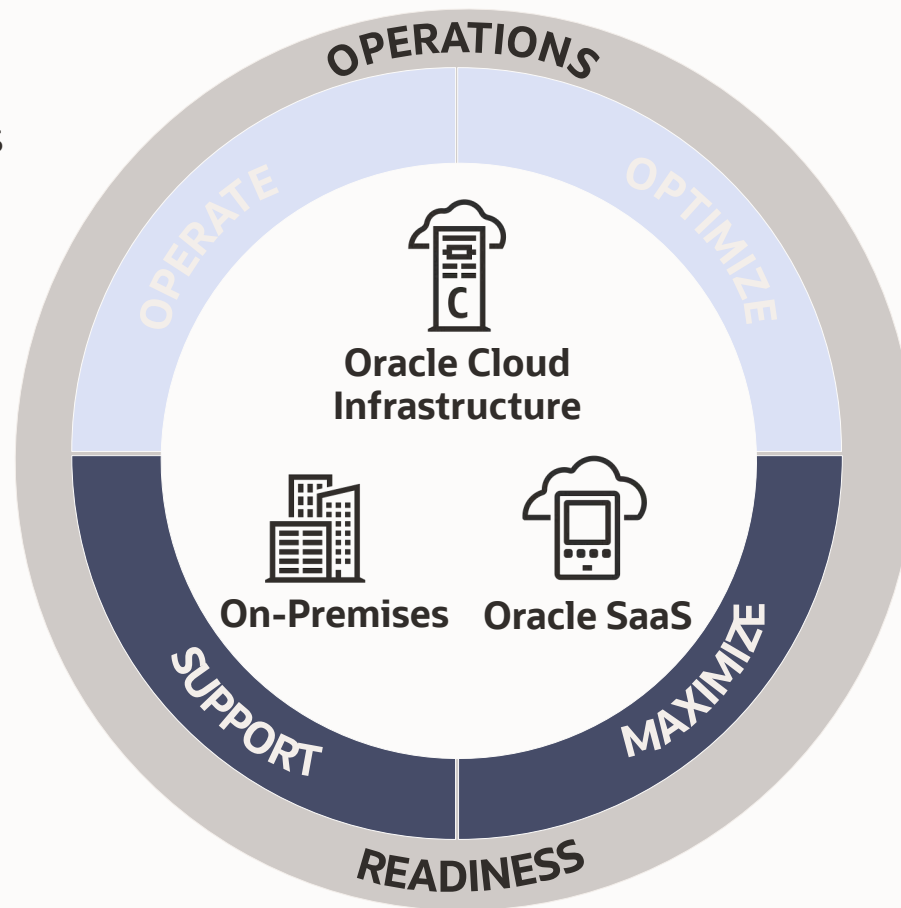 OPERATIONS
OPERATE
OPTIMIZE
C
Oracle Cloud
Infrastructure
On-Premises
Oracle SaaS
SUPPORT
MAXIMIZE
READINESS